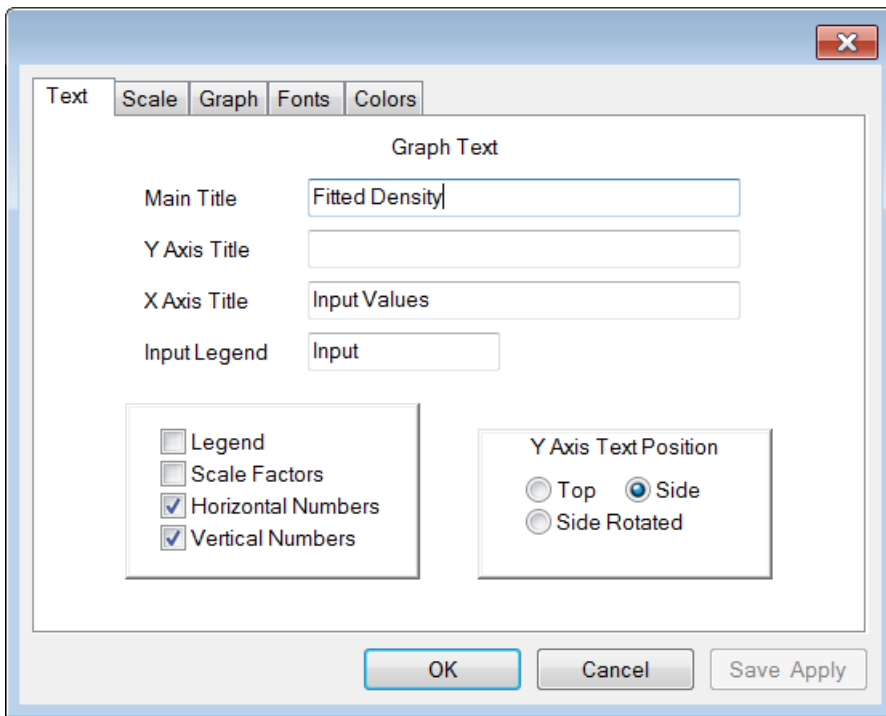 Text Scale Graph Fonts Colors
Graph Text
Main Title Fitted Density
Y Axis Title
X Axis Title Input Values
Input Legend Input
Legend
Scale Factors
Horizontal Numbers
Vertical Numbers
Y Axis Text Position
Top Side
Side Rotated
OK Cancel Save Apply